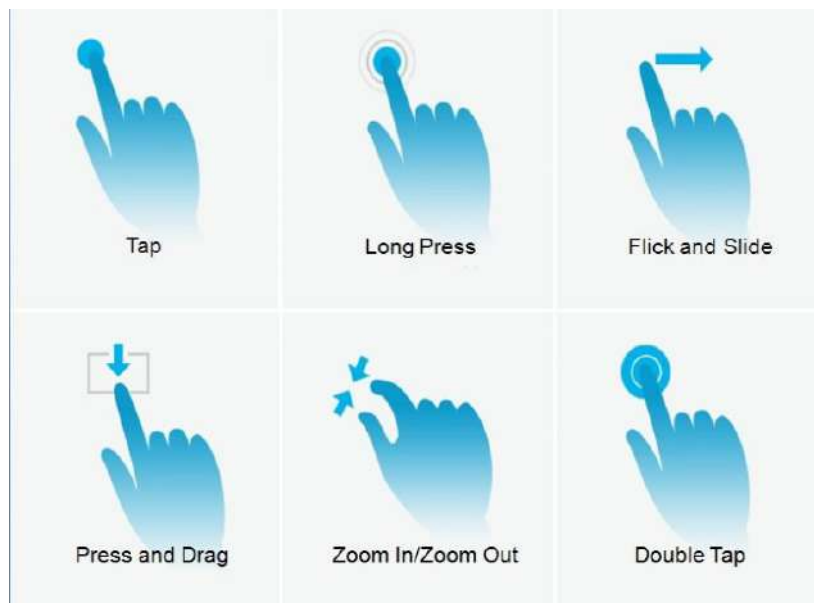 Tap
Long Press
Flick and Slide
Press and Drag
Zoom In/Zoom Out
Double Tap